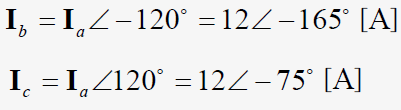 I_b = I_a∠−120° = 12∠−165° [A]
I_c = I_a∠120° = 12∠−75° [A]